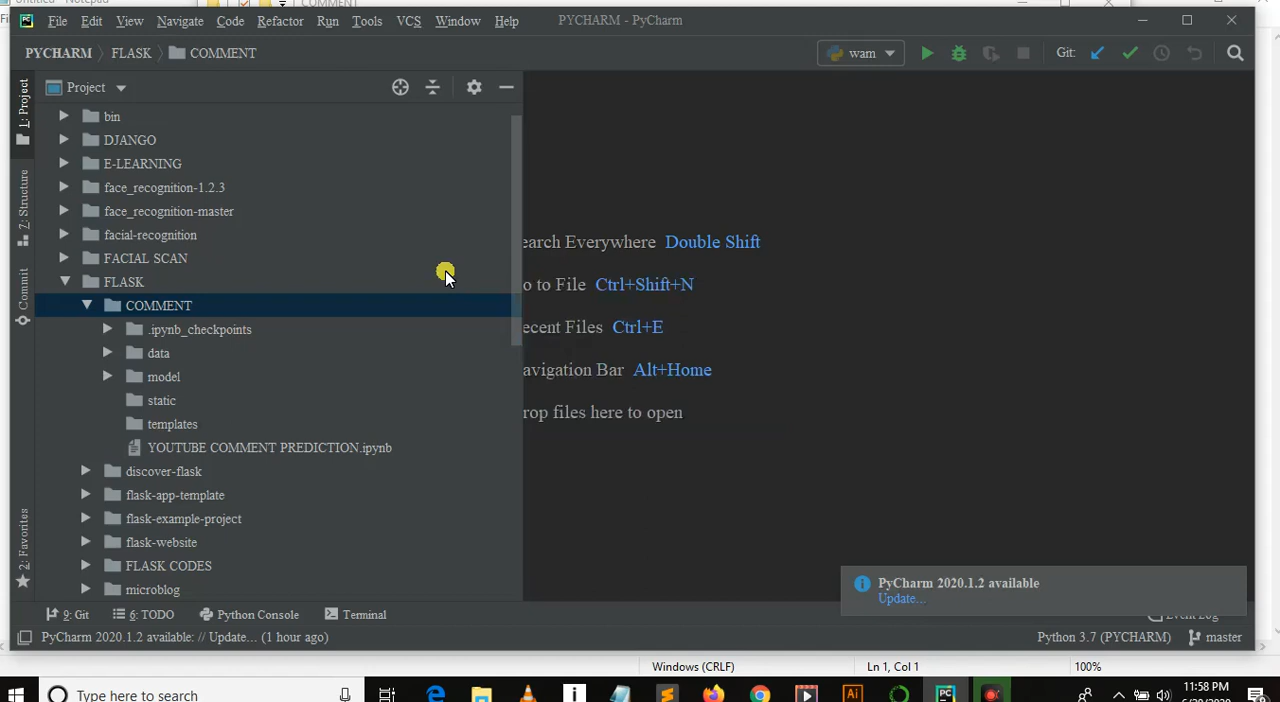 COMMENT
File Edit View Navigate Code Refactor Run Tools VCS Window Help PYCHARM - PyCharm
PYCHARM FLASK COMMENT wam Git:
1: Project
Project
bin
DJANGO
E-LEARNING
face_recognition-1.2.3
face_recognition-master
7: Structure
facial-recognition
earch Everywhere Double Shift
FACIAL SCAN
FLASK
o to File Ctrl+Shift+N
Commit
COMMENT
.ipynb_checkpoints
ecent Files Ctrl+E
data
model
avigation Bar Alt+Home
static
templates
rop files here to open
YOUTUBE COMMENT PREDICTION.ipynb
discover-flask
flask-app-template
flask-example-project
flask-website
2: Favorites
FLASK CODES
microblog
PyCharm 2020.1.2 available
Update...
9: Git 6: TODO Python Console Terminal Event Log
PyCharm 2020.1.2 available: // Update... (1 hour ago) Python 3.7 (PYCHARM) master
Windows (CRLF) Ln 1, Col 1 100%
Type here to search
11:58 PM